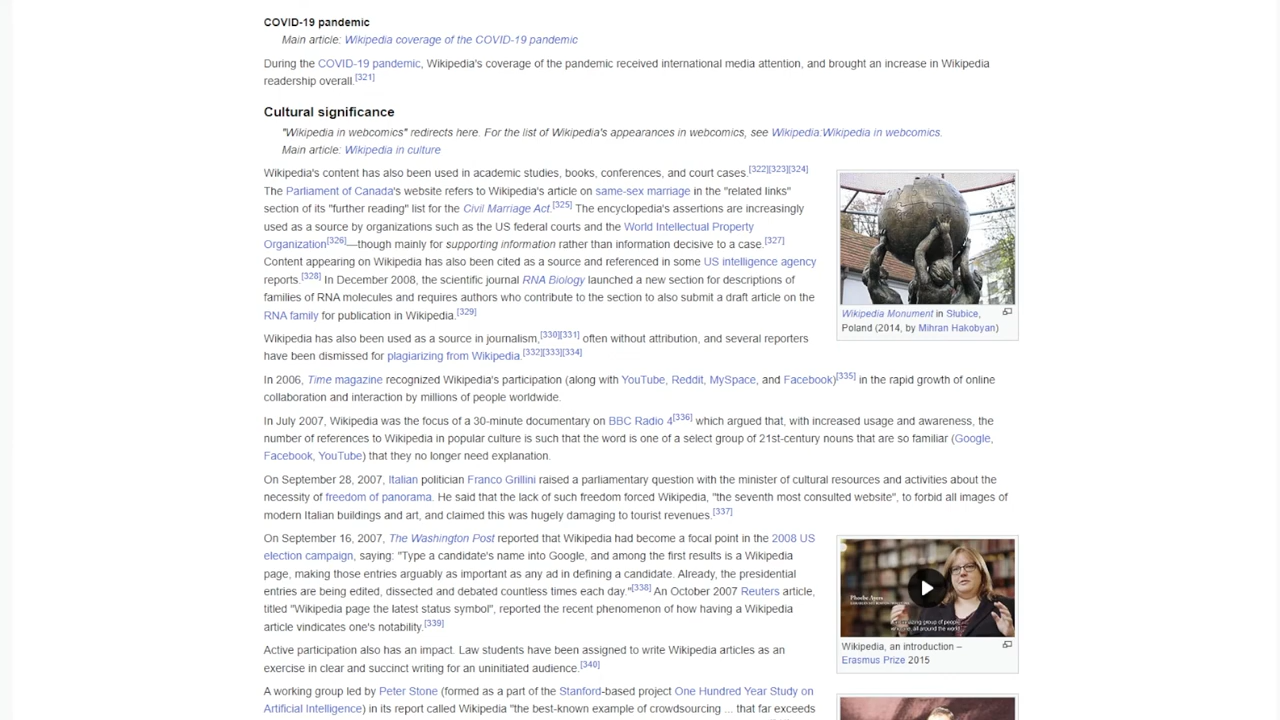 COVID-19 pandemic
Main article: Wikipedia coverage of the COVID-19 pandemic
During the COVID-19 pandemic, Wikipedia's coverage of the pandemic received international media attention, and brought an increase in Wikipedia
readership overall.[321]
Cultural significance
"Wikipedia in webcomics" redirects here. For the list of Wikipedia's appearances in webcomics, see Wikipedia:Wikipedia in webcomics.
Main article: Wikipedia in culture
Wikipedia's content has also been used in academic studies, books, conferences, and court cases.[322][323][324]
The Parliament of Canada's website refers to Wikipedia's article on same-sex marriage in the "related links"
section of its "further reading" list for the Civil Marriage Act.[325] The encyclopedia's assertions are increasingly
used as a source by organizations such as the US federal courts and the World Intellectual Property
Organization[326]—though mainly for supporting information rather than information decisive to a case.[327]
Content appearing on Wikipedia has also been cited as a source and referenced in some US intelligence agency
reports.[328] In December 2008, the scientific journal RNA Biology launched a new section for descriptions of
families of RNA molecules and requires authors who contribute to the section to also submit a draft article on the
RNA family for publication in Wikipedia.[329]
Wikipedia Monument in Słubice,
Poland (2014, by Mihran Hakobyan)
Wikipedia has also been used as a source in journalism,[330][331] often without attribution, and several reporters
have been dismissed for plagiarizing from Wikipedia.[332][333][334]
In 2006, Time magazine recognized Wikipedia's participation (along with YouTube, Reddit, MySpace, and Facebook)[335] in the rapid growth of online
collaboration and interaction by millions of people worldwide.
In July 2007, Wikipedia was the focus of a 30-minute documentary on BBC Radio 4[336] which argued that, with increased usage and awareness, the
number of references to Wikipedia in popular culture is such that the word is one of a select group of 21st-century nouns that are so familiar (Google,
Facebook, YouTube) that they no longer need explanation.
On September 28, 2007, Italian politician Franco Grillini raised a parliamentary question with the minister of cultural resources and activities about the
necessity of freedom of panorama. He said that the lack of such freedom forced Wikipedia, "the seventh most consulted website", to forbid all images of
modern Italian buildings and art, and claimed this was hugely damaging to tourist revenues.[337]
On September 16, 2007, The Washington Post reported that Wikipedia had become a focal point in the 2008 US
election campaign, saying: "Type a candidate's name into Google, and among the first results is a Wikipedia
page, making those entries arguably as important as any ad in defining a candidate. Already, the presidential
entries are being edited, dissected and debated countless times each day."[338] An October 2007 Reuters article,
titled "Wikipedia page the latest status symbol", reported the recent phenomenon of how having a Wikipedia
article vindicates one's notability.[339]
Phoebe Ayers
group of people
all around the world
Wikipedia, an introduction –
Erasmus Prize 2015
Active participation also has an impact. Law students have been assigned to write Wikipedia articles as an
exercise in clear and succinct writing for an uninitiated audience.[340]
A working group led by Peter Stone (formed as a part of the Stanford-based project One Hundred Year Study on
Artificial Intelligence) in its report called Wikipedia "the best-known example of crowdsourcing ... that far exceeds